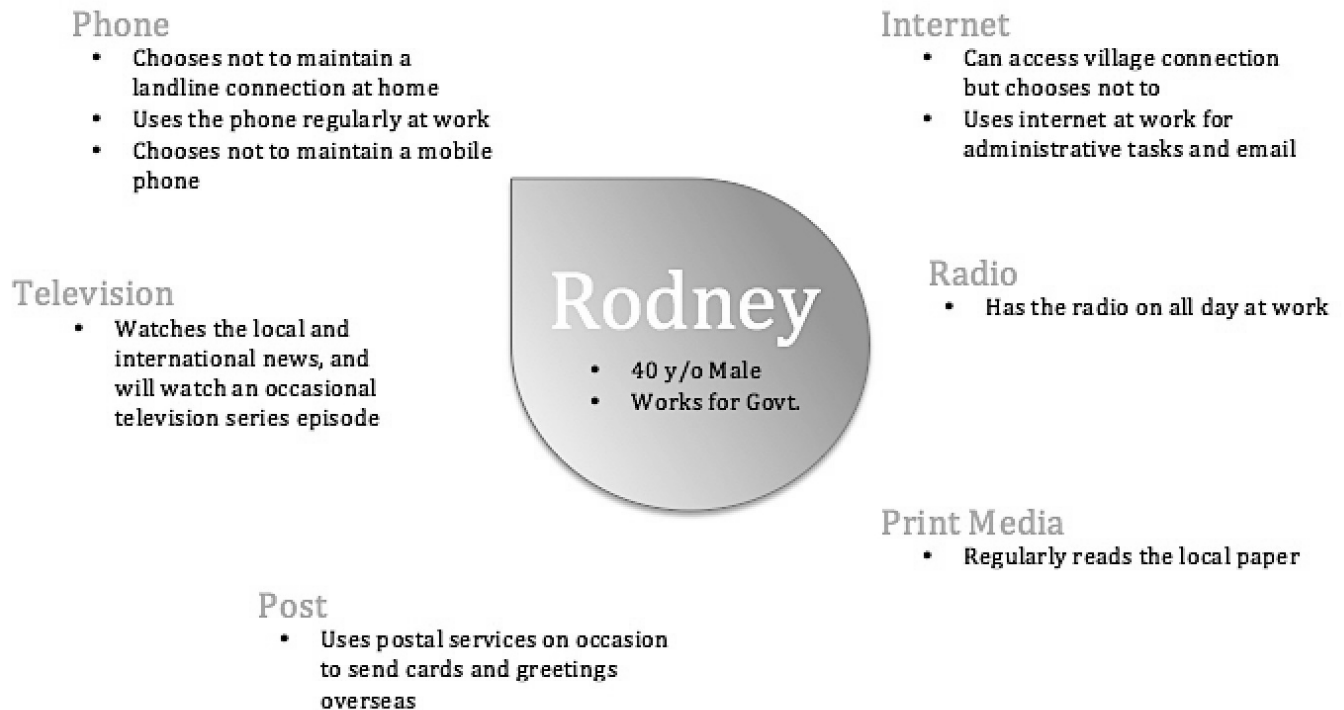 Phone
• Chooses not to maintain a
landline connection at home
• Uses the phone regularly at work
• Chooses not to maintain a mobile
phone
Internet
• Can access village connection
but chooses not to
• Uses internet at work for
administrative tasks and email
Television
• Watches the local and
international news, and
will watch an occasional
television series episode
Rodney
• 40 y/o Male
• Works for Govt.
Radio
• Has the radio on all day at work
Print Media
• Regularly reads the local paper
Post
• Uses postal services on occasion
to send cards and greetings
overseas